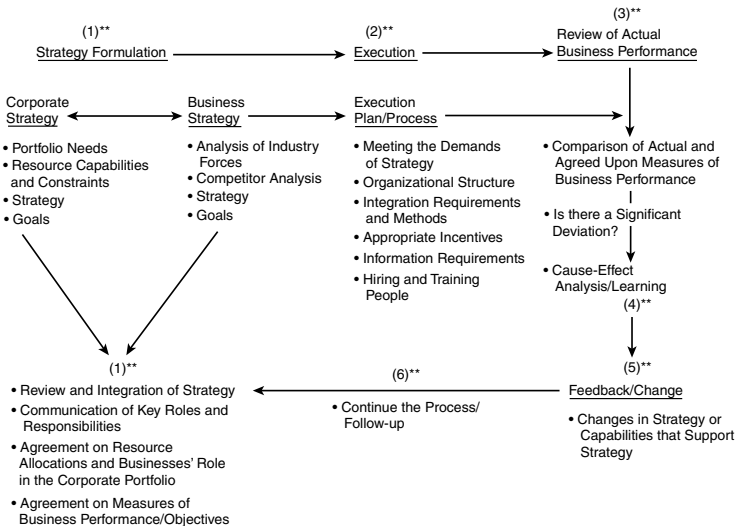 (1)**
Strategy Formulation
(2)**
Execution
(3)**
Review of Actual
Business Performance
Corporate
Strategy
• Portfolio Needs
• Resource Capabilities
and Constraints
• Strategy
• Goals
Business
Strategy
• Analysis of Industry
Forces
• Competitor Analysis
• Strategy
• Goals
Execution
Plan/Process
• Meeting the Demands
of Strategy
• Organizational Structure
• Integration Requirements
and Methods
• Appropriate Incentives
• Information Requirements
• Hiring and Training
People
• Comparison of Actual and
Agreed Upon Measures of
Business Performance
• Is there a Significant
Deviation?
• Cause-Effect
Analysis/Learning
(4)**
(5)**
Feedback/Change
• Changes in Strategy or
Capabilities that Support
Strategy
(6)**
• Continue the Process/
Follow-up
(1)**
• Review and Integration of Strategy
• Communication of Key Roles and
Responsibilities
• Agreement on Resource
Allocations and Businesses’ Role
in the Corporate Portfolio
• Agreement on Measures of
Business Performance/Objectives